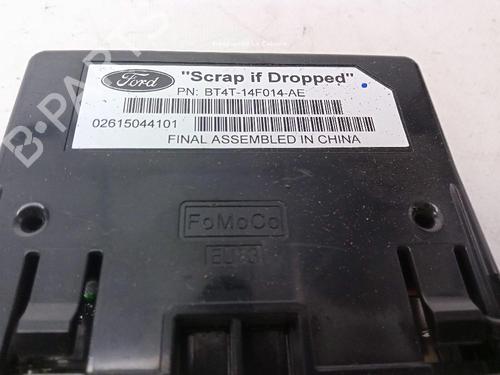 Ford
"Scrap if Dropped"
PN: BT4T-14F014-AE
02615044101
FINAL ASSEMBLED IN CHINA
FoMoCo
B-PARTS